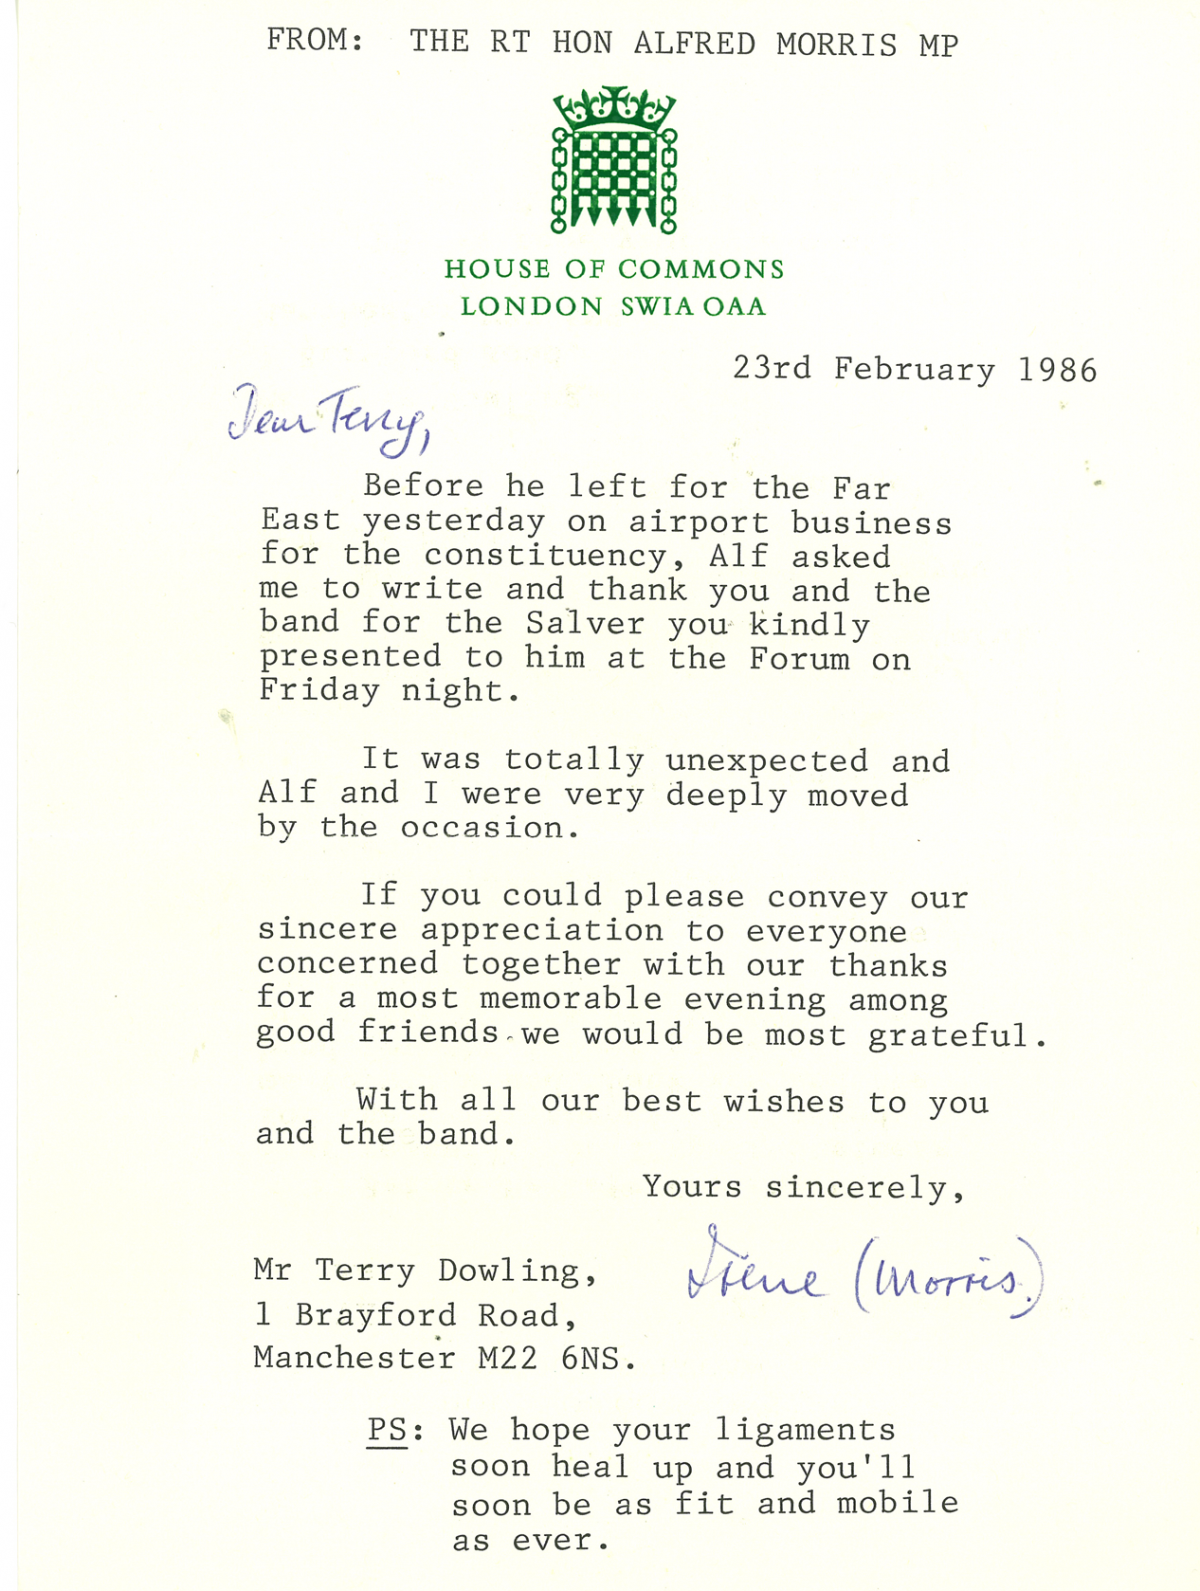 FROM: THE RT HON ALFRED MORRIS MP
HOUSE OF COMMONS
LONDON SW1A 0AA
23rd February 1986
Dear Terry,
Before he left for the Far
East yesterday on airport business
for the constituency, Alf asked
me to write and thank you and the
band for the Salver you kindly
presented to him at the Forum on
Friday night.
It was totally unexpected and
Alf and I were very deeply moved
by the occasion.
If you could please convey our
sincere appreciation to everyone
concerned together with our thanks
for a most memorable evening among
good friends we would be most grateful.
With all our best wishes to you
and the band.
Yours sincerely,
Irene (Morris.)
Mr Terry Dowling,
1 Brayford Road,
Manchester M22 6NS.
PS: We hope your ligaments
soon heal up and you'll
soon be as fit and mobile
as ever.